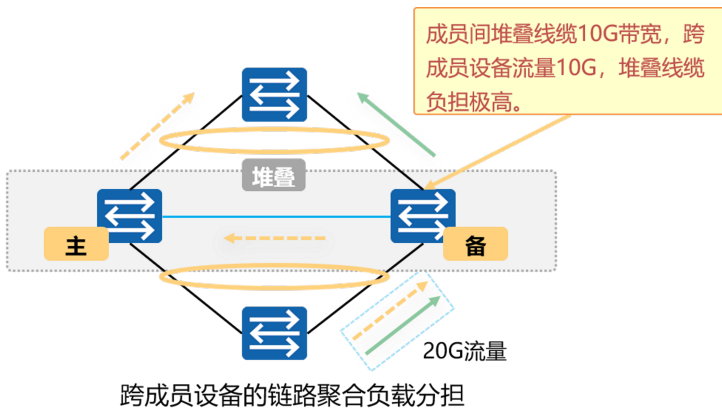 成员间堆叠线缆10G带宽，跨
成员设备流量10G，堆叠线缆
负担极高。
堆叠
主
备
20G流量
跨成员设备的链路聚合负载分担